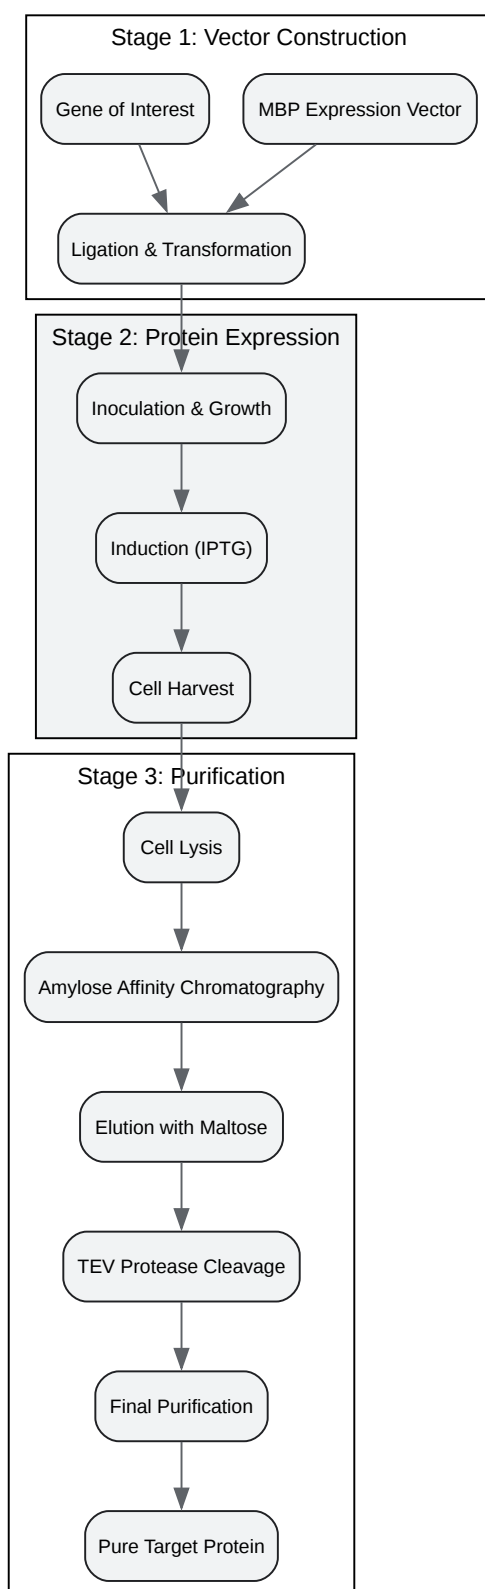 Stage 1: Vector Construction
Gene of Interest
MBP Expression Vector
Ligation & Transformation
Stage 2: Protein Expression
Inoculation & Growth
Induction (IPTG)
Cell Harvest
Stage 3: Purification
Cell Lysis
Amylose Affinity Chromatography
Elution with Maltose
TEV Protease Cleavage
Final Purification
Pure Target Protein